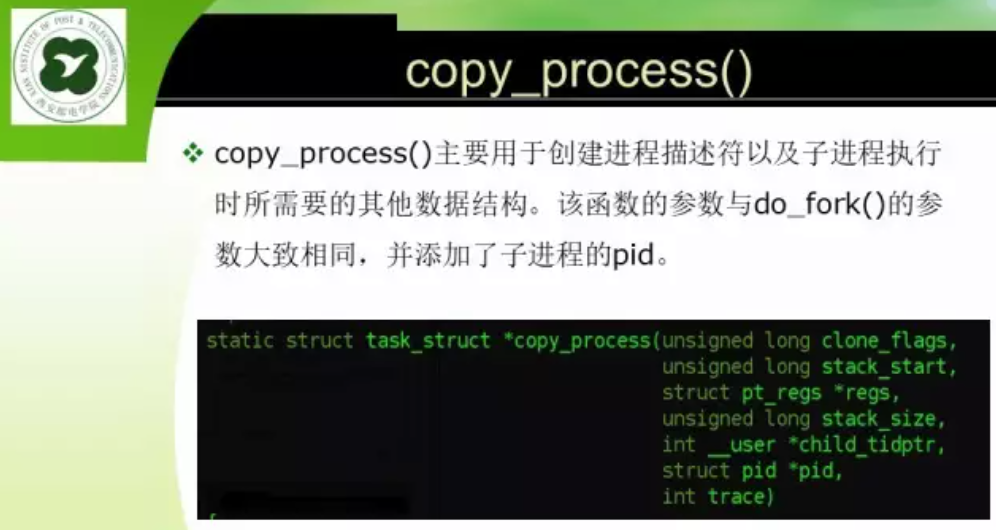 XIAN INSTITUTE OF POST & TELECOMMUNICATIONS
西安邮电学院
copy_process()
❖ copy_process()主要用于创建进程描述符以及子进程执行
时所需要的其他数据结构。该函数的参数与do_fork()的参
数大致相同，并添加了子进程的pid。
static struct task_struct *copy_process(unsigned long clone_flags,
unsigned long stack_start,
struct pt_regs *regs,
unsigned long stack_size,
int __user *child_tidptr,
struct pid *pid,
int trace)
{